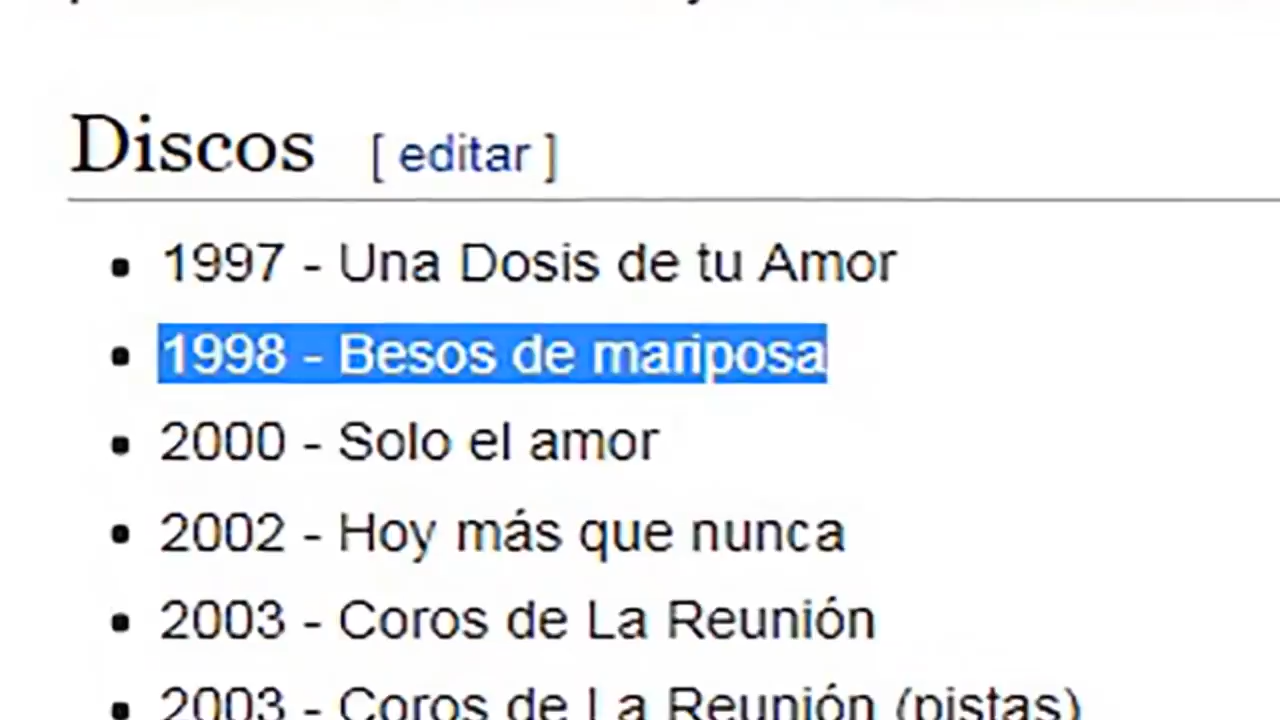 Discos [ editar ]
1997 - Una Dosis de tu Amor
1998 - Besos de mariposa
2000 - Solo el amor
2002 - Hoy más que nunca
2003 - Coros de La Reunión
2003 - Coros de La Reunión (pistas)